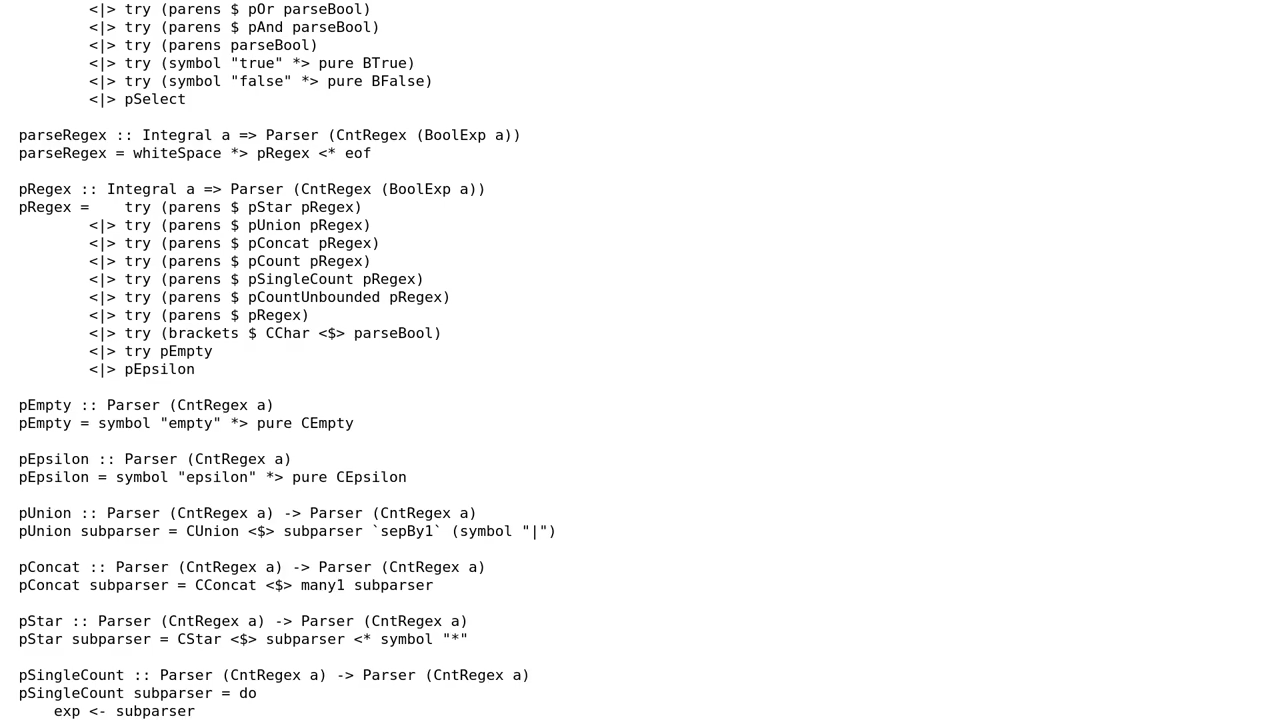 <|> try (parens $ pOr parseBool)
        <|> try (parens $ pAnd parseBool)
        <|> try (parens parseBool)
        <|> try (symbol "true" *> pure BTrue)
        <|> try (symbol "false" *> pure BFalse)
        <|> pSelect

parseRegex :: Integral a => Parser (CntRegex (BoolExp a))
parseRegex = whiteSpace *> pRegex <* eof

pRegex :: Integral a => Parser (CntRegex (BoolExp a))
pRegex =    try (parens $ pStar pRegex)
        <|> try (parens $ pUnion pRegex)
        <|> try (parens $ pConcat pRegex)
        <|> try (parens $ pCount pRegex)
        <|> try (parens $ pSingleCount pRegex)
        <|> try (parens $ pCountUnbounded pRegex)
        <|> try (parens $ pRegex)
        <|> try (brackets $ CChar <$> parseBool)
        <|> try pEmpty
        <|> pEpsilon

pEmpty :: Parser (CntRegex a)
pEmpty = symbol "empty" *> pure CEmpty

pEpsilon :: Parser (CntRegex a)
pEpsilon = symbol "epsilon" *> pure CEpsilon

pUnion :: Parser (CntRegex a) -> Parser (CntRegex a)
pUnion subparser = CUnion <$> subparser `sepBy1` (symbol "|")

pConcat :: Parser (CntRegex a) -> Parser (CntRegex a)
pConcat subparser = CConcat <$> many1 subparser

pStar :: Parser (CntRegex a) -> Parser (CntRegex a)
pStar subparser = CStar <$> subparser <* symbol "*"

pSingleCount :: Parser (CntRegex a) -> Parser (CntRegex a)
pSingleCount subparser = do
    exp <- subparser